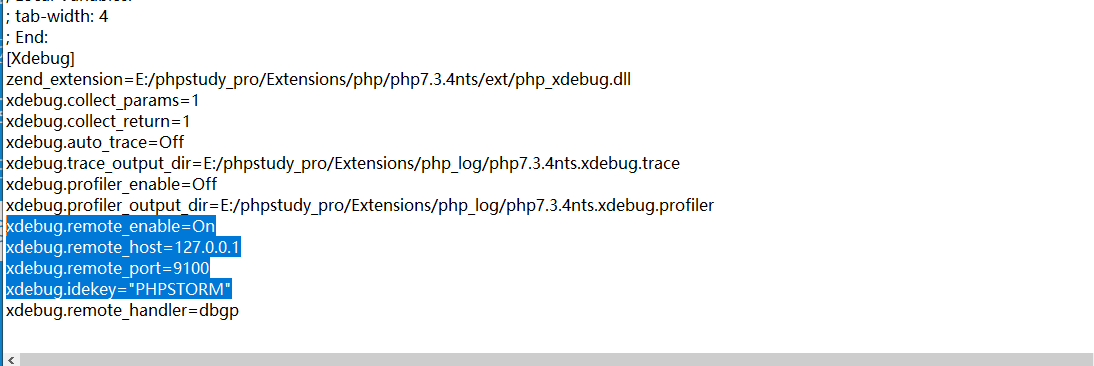 ; tab-width: 4
; End:
[Xdebug]
zend_extension=E:/phpstudy_pro/Extensions/php/php7.3.4nts/ext/php_xdebug.dll
xdebug.collect_params=1
xdebug.collect_return=1
xdebug.auto_trace=Off
xdebug.trace_output_dir=E:/phpstudy_pro/Extensions/php_log/php7.3.4nts.xdebug.trace
xdebug.profiler_enable=Off
xdebug.profiler_output_dir=E:/phpstudy_pro/Extensions/php_log/php7.3.4nts.xdebug.profiler
xdebug.remote_enable=On
xdebug.remote_host=127.0.0.1
xdebug.remote_port=9100
xdebug.idekey="PHPSTORM"
xdebug.remote_handler=dbgp